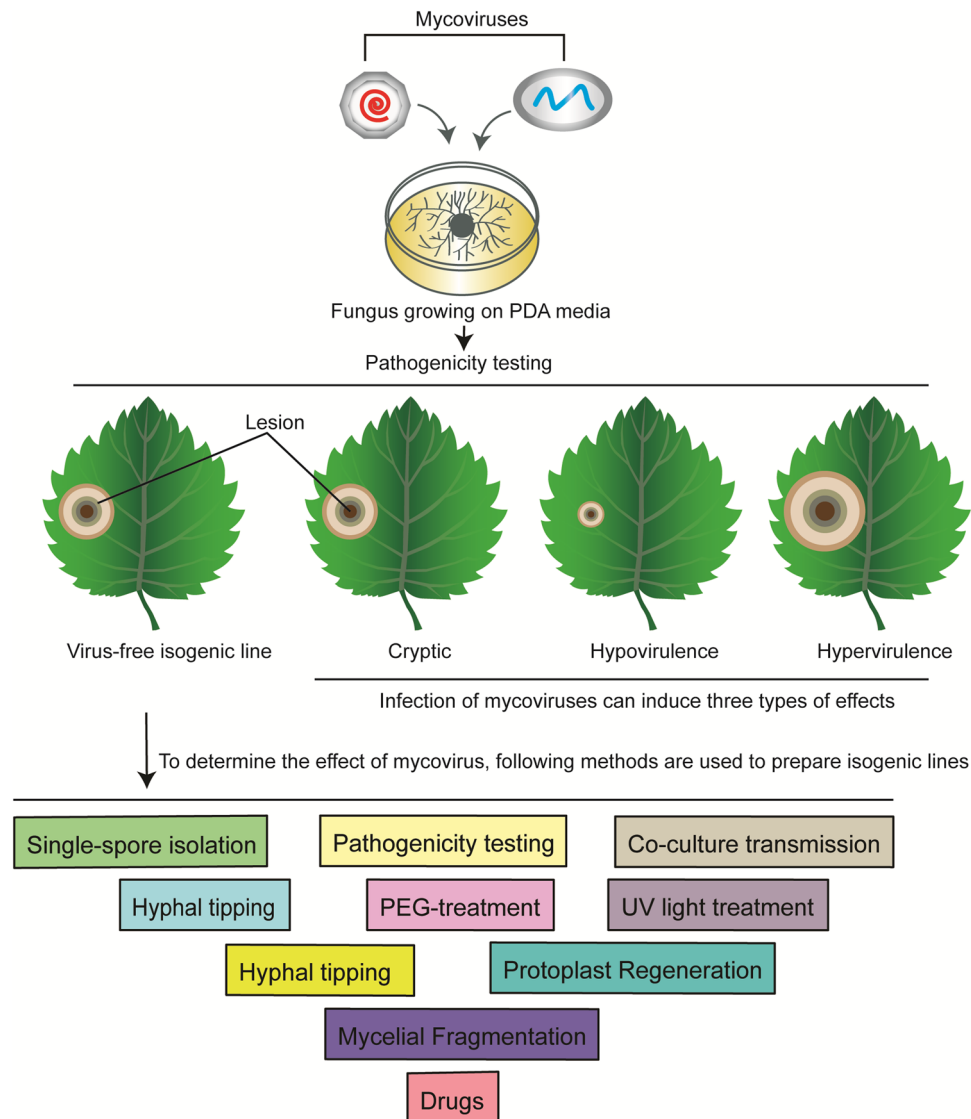 Mycoviruses
Fungus growing on PDA media
Pathogenicity testing
Lesion
Virus-free isogenic line
Cryptic
Hypovirulence
Hypervirulence
Infection of mycoviruses can induce three types of effects
To determine the effect of mycovirus, following methods are used to prepare isogenic lines
Single-spore isolation
Pathogenicity testing
Co-culture transmission
Hyphal tipping
PEG-treatment
UV light treatment
Hyphal tipping
Protoplast Regeneration
Mycelial Fragmentation
Drugs